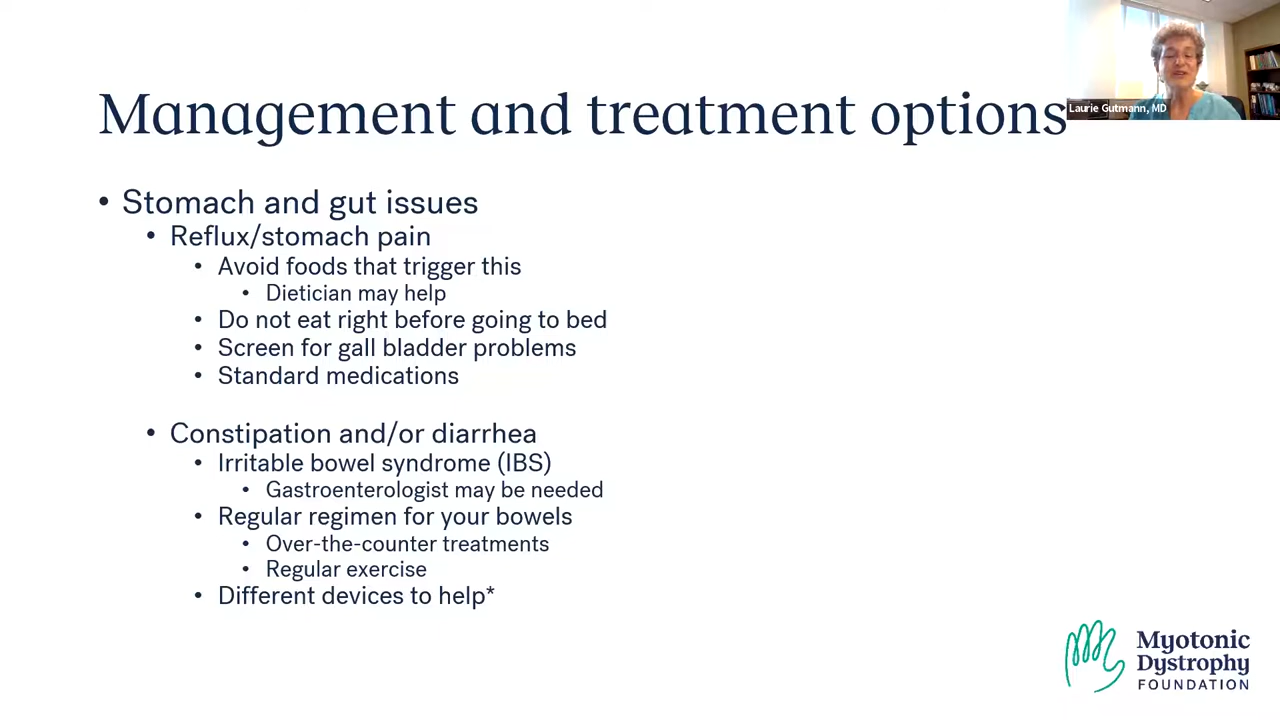 Laurie Gutmann, MD
Management and treatment options
• Stomach and gut issues
• Reflux/stomach pain
• Avoid foods that trigger this
• Dietician may help
• Do not eat right before going to bed
• Screen for gall bladder problems
• Standard medications
• Constipation and/or diarrhea
• Irritable bowel syndrome (IBS)
• Gastroenterologist may be needed
• Regular regimen for your bowels
• Over-the-counter treatments
• Regular exercise
• Different devices to help*
Myotonic
Dystrophy
FOUNDATION